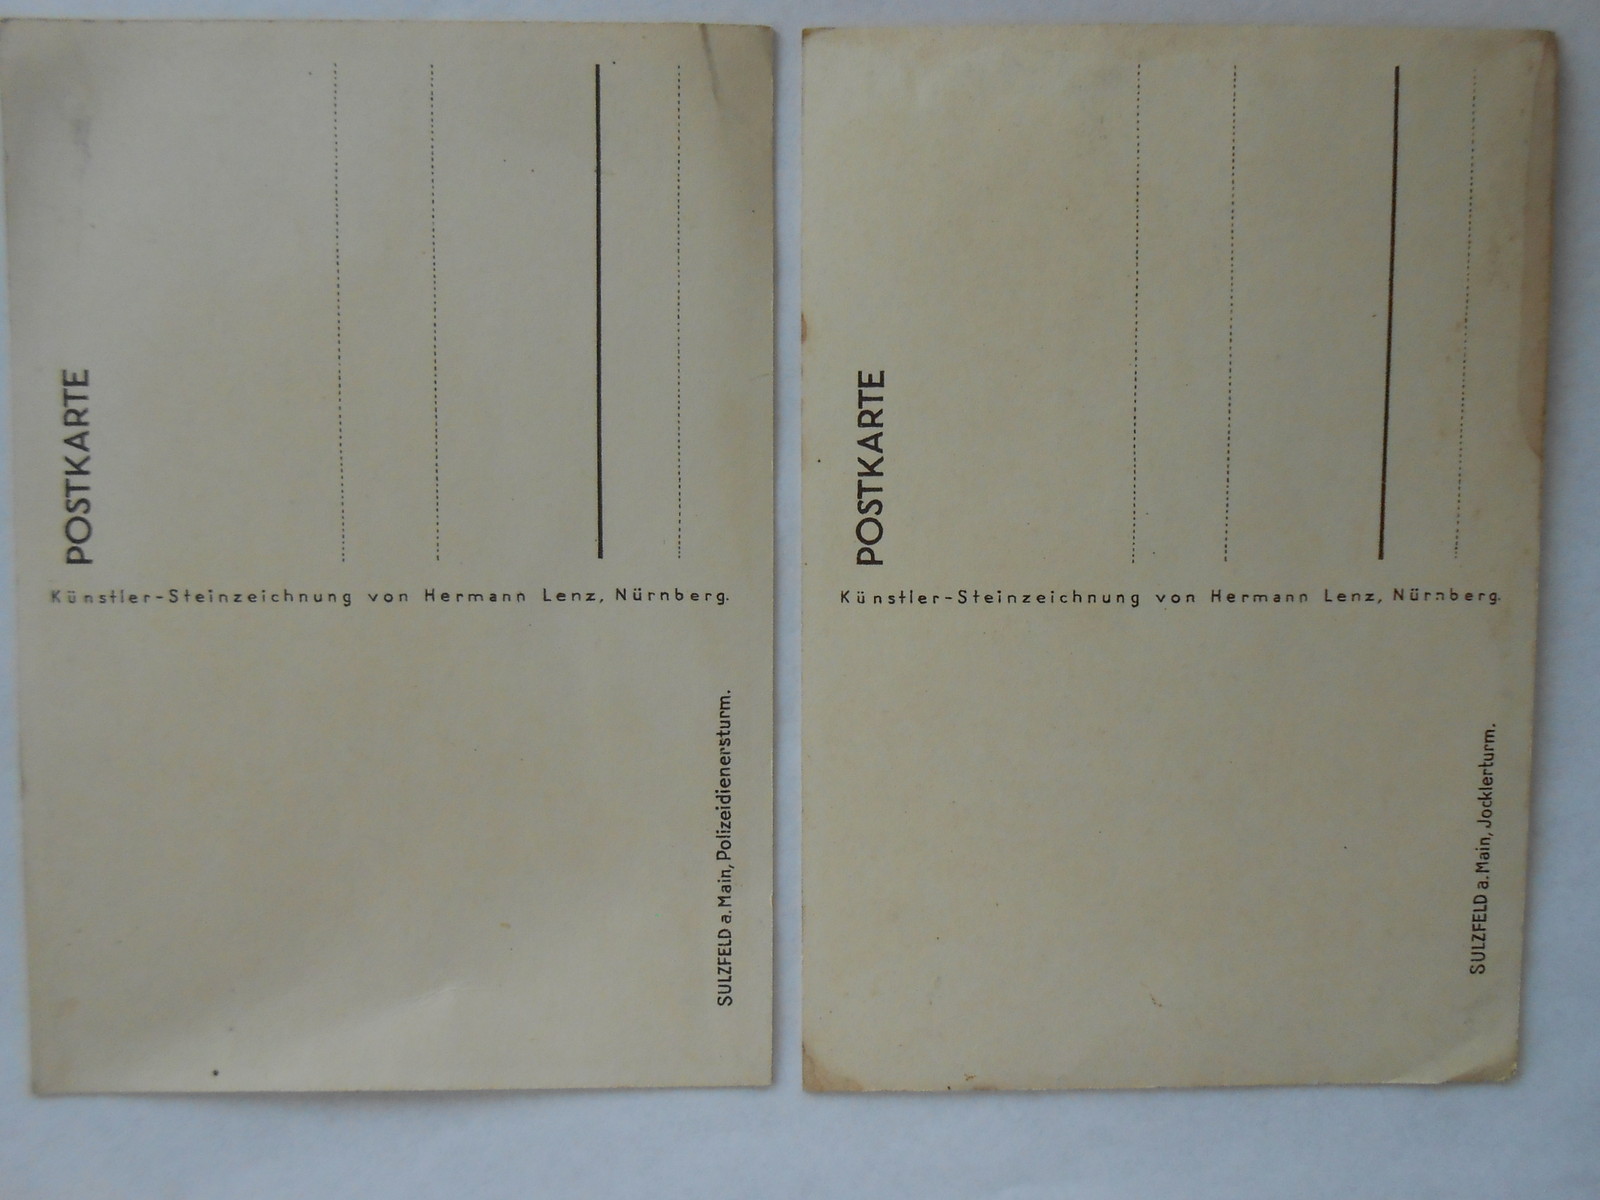 POSTKARTE
Künstler-Steinzeichnung von Hermann Lenz, Nürnberg.
SULZFELD a. Main, Polizeidienersturm.
POSTKARTE
Künstler-Steinzeichnung von Hermann Lenz, Nürnberg.
SULZFELD a. Main, Jocklerturm.